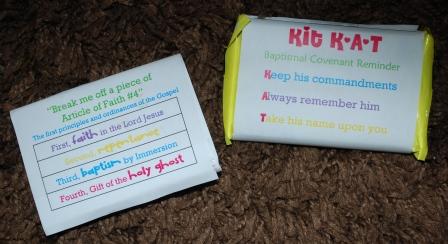 "Break me off a piece of
Article of Faith #4"
The first principles and ordinances of the Gospel
First, faith in the Lord Jesus
Second, repentance
Third, baptism by Immersion
Fourth, Gift of the holy ghost
Kit K•A•T
Baptismal Covenant Reminder
Keep his commandments
Always remember him
Take his name upon you